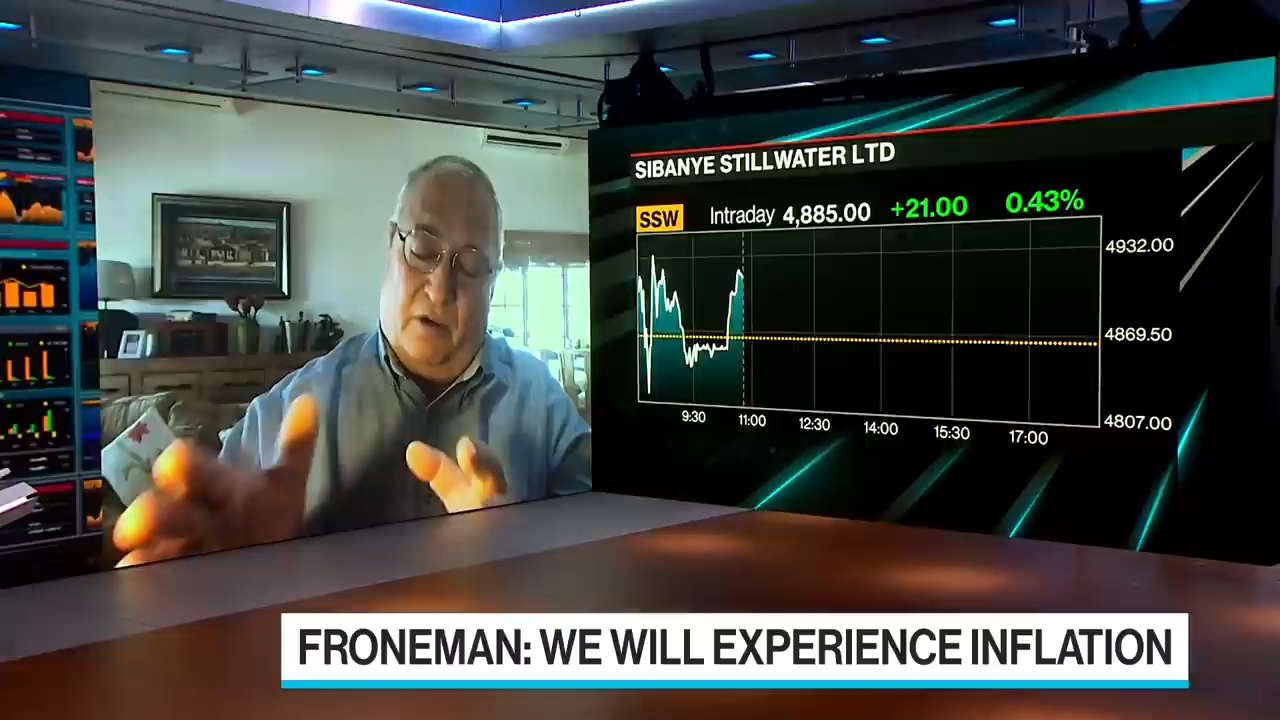 SIBANYE STILLWATER LTD
SSW Intraday 4,885.00 +21.00 0.43%
4932.00
4869.50
4807.00
9:30 11:00 12:30 14:00 15:30 17:00
FRONEMAN: WE WILL EXPERIENCE INFLATION